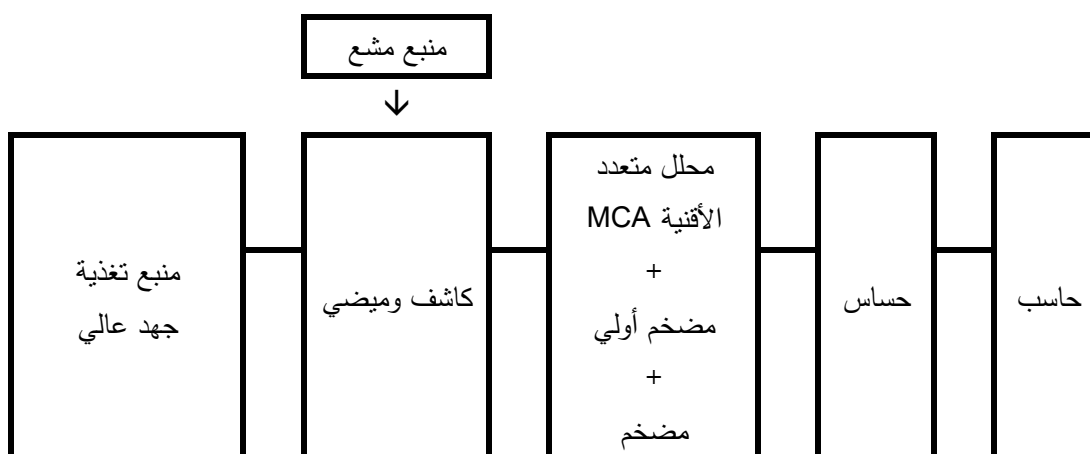 منبع مشع
منبع تغذية
جهد عالي
كاشف وميضي
محلل متعدد
الأقنية MCA
+
مضخم أولي
+
مضخم
حساس
حاسب